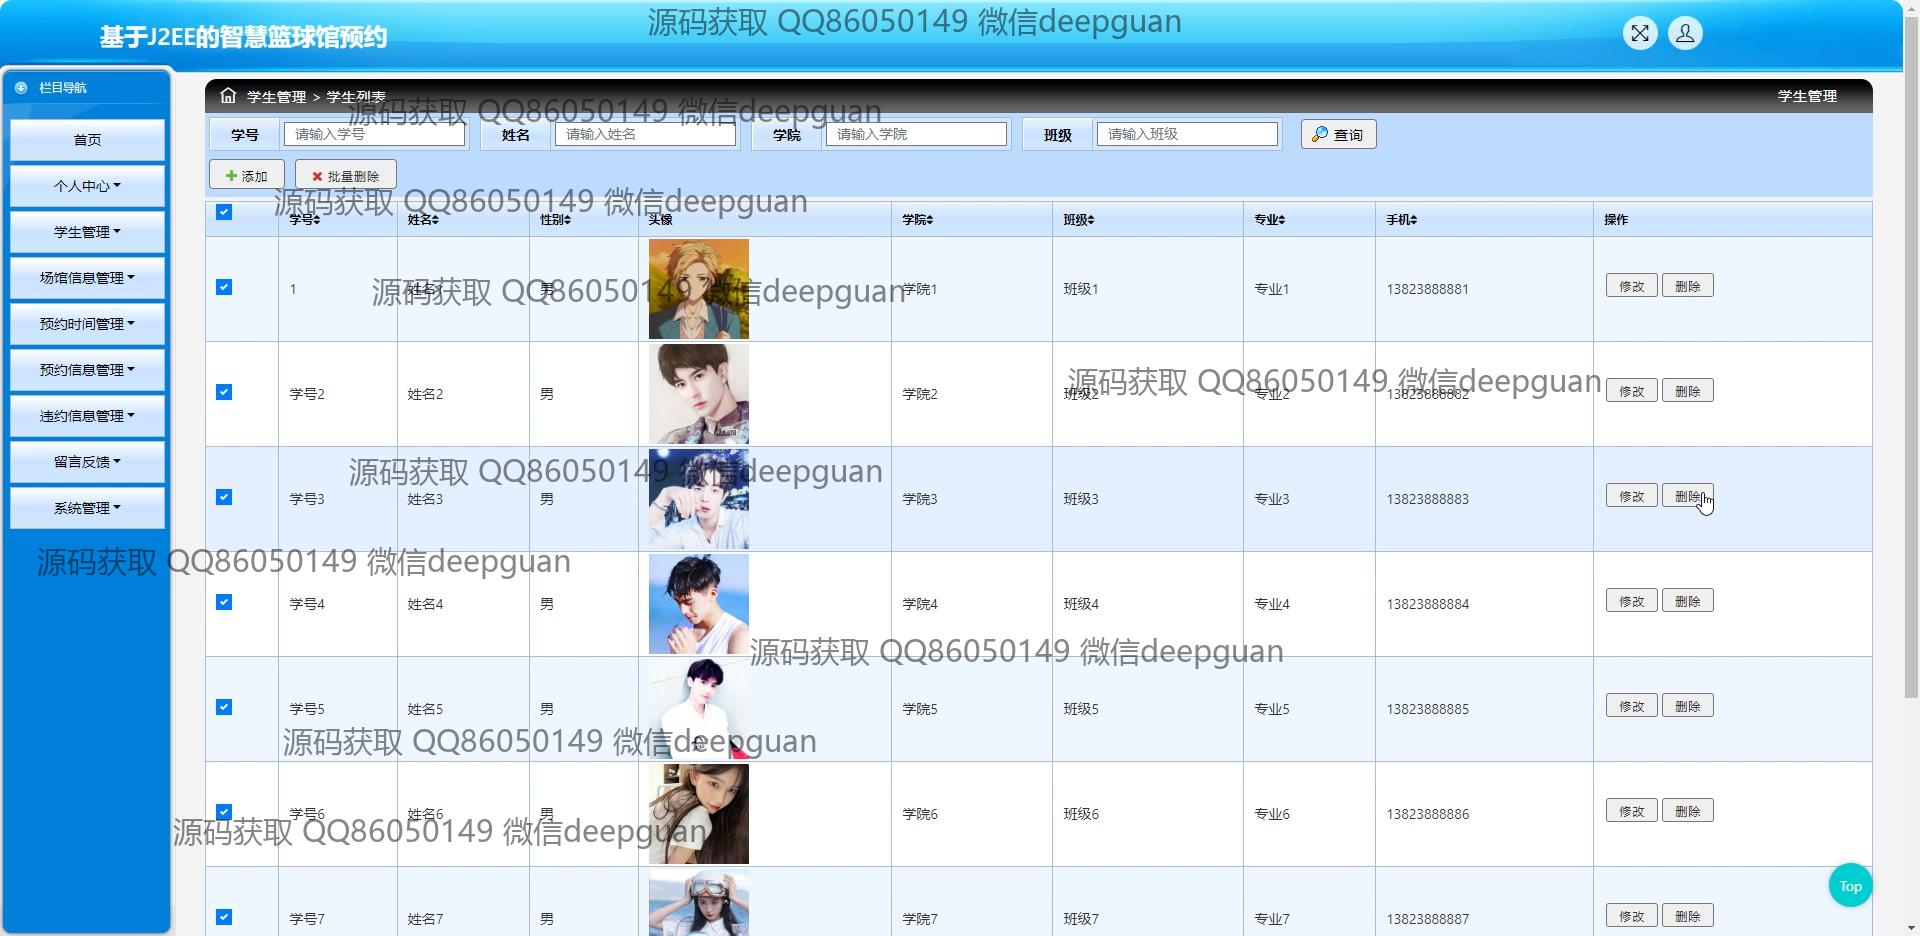 基于J2EE的智慧篮球馆预约
源码获取 QQ86050149 微信deepguan
栏目导航
首页
个人中心
学生管理
场馆信息管理
预约时间管理
预约信息管理
违约信息管理
留言反馈
系统管理
学生管理 > 学生列表
学生管理
源码获取 QQ86050149 微信deepguan
学号 请输入学号 姓名 请输入姓名 学院 请输入学院 班级 请输入班级 查询
添加 批量删除
源码获取 QQ86050149 微信deepguan
学号 姓名 性别 头像 学院 班级 专业 手机 操作
1 姓名1 男 学院1 班级1 专业1 13823888881 修改 删除
源码获取 QQ86050149 微信deepguan
学号2 姓名2 男 学院2 班级2 专业2 13823888882 修改 删除
源码获取 QQ86050149 微信deepguan
学号3 姓名3 男 学院3 班级3 专业3 13823888883 修改 删除
源码获取 QQ86050149 微信deepguan
源码获取 QQ86050149 微信deepguan
学号4 姓名4 男 学院4 班级4 专业4 13823888884 修改 删除
源码获取 QQ86050149 微信deepguan
学号5 姓名5 男 学院5 班级5 专业5 13823888885 修改 删除
源码获取 QQ86050149 微信deepguan
学号6 姓名6 男 学院6 班级6 专业6 13823888886 修改 删除
源码获取 QQ86050149 微信deepguan
学号7 姓名7 男 学院7 班级7 专业7 13823888887 修改 删除
Top